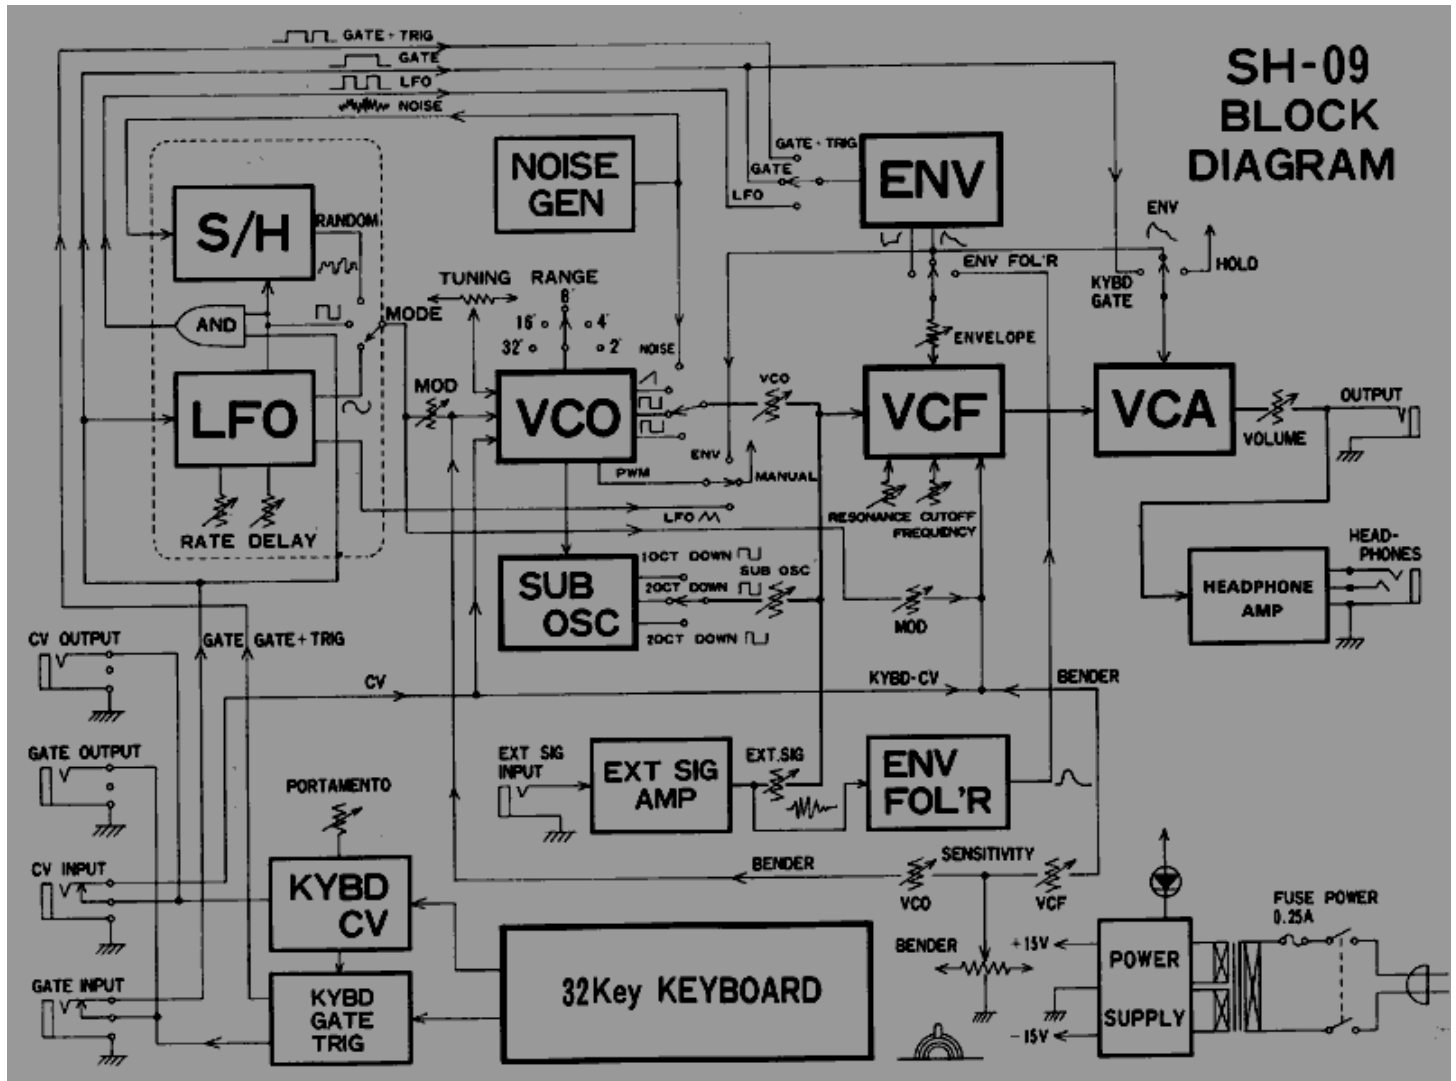 GATE + TRIG
GATE
LFO
NOISE
SH-09
BLOCK
DIAGRAM
NOISE
GEN
GATE + TRIG
GATE
LFO
ENV
S/H
RANDOM
ENV
ENV FOL'R
KYBD
GATE
HOLD
TUNING RANGE
8'
16' 4'
32' 2'
AND
MODE
NOISE
ENVELOPE
LFO
MOD
VCO
VCO
VCF
VCA
OUTPUT
VOLUME
ENV
PWM
MANUAL
LFO
RATE DELAY
RESONANCE CUTOFF
FREQUENCY
SUB
OSC
1OCT DOWN
2OCT DOWN
2OCT DOWN
SUB OSC
MOD
HEAD-
PHONES
HEADPHONE
AMP
CV OUTPUT
GATE GATE + TRIG
CV
KYBD-CV
BENDER
GATE OUTPUT
EXT SIG
INPUT
EXT SIG
AMP
EXT.SIG
ENV
FOL'R
PORTAMENTO
CV INPUT
KYBD
CV
BENDER
SENSITIVITY
VCO
VCF
FUSE POWER
0.25A
GATE INPUT
KYBD
GATE
TRIG
32Key KEYBOARD
BENDER
+15V
-15V
POWER
SUPPLY